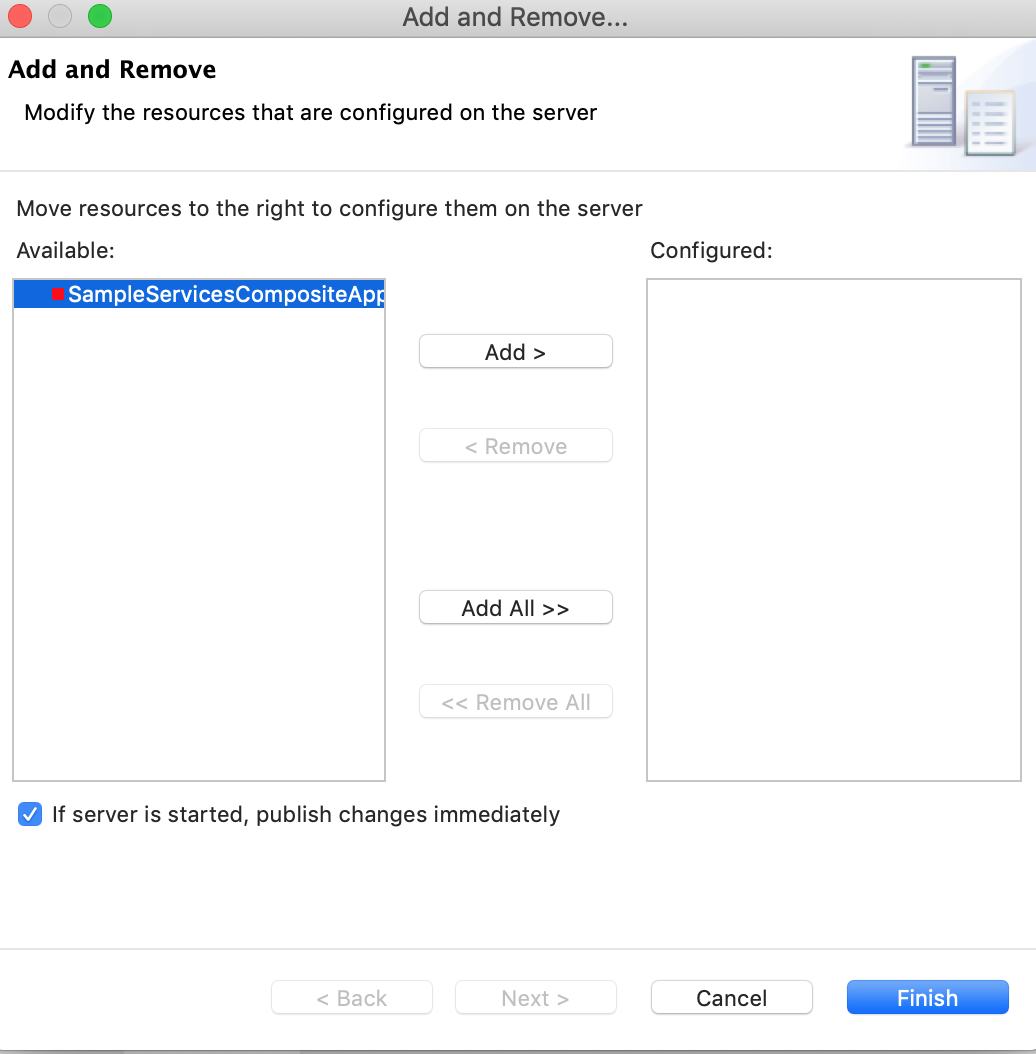 Add and Remove...
Add and Remove
Modify the resources that are configured on the server
Move resources to the right to configure them on the server
Available:
Configured:
SampleServicesCompositeApp
Add >
< Remove
Add All >>
<< Remove All
If server is started, publish changes immediately
< Back
Next >
Cancel
Finish